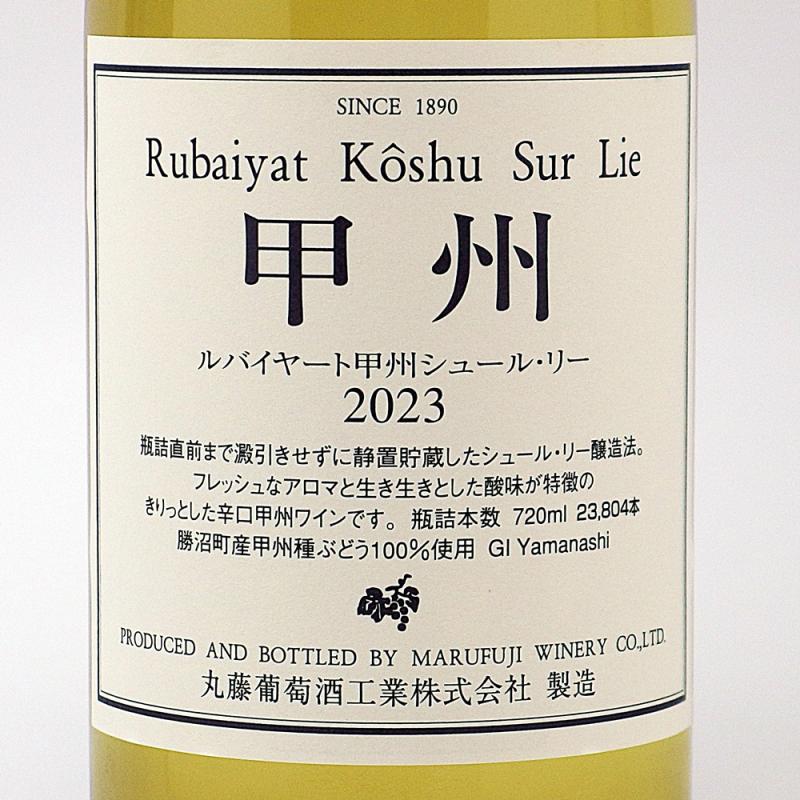 SINCE 1890
Rubaiyat Kôshu Sur Lie
甲州
ルバイヤート甲州シュール・リー
2023
瓶詰直前まで澱引きせずに静置貯蔵したシュール・リー醸造法。
フレッシュなアロマと生き生きとした酸味が特徴の
きりっとした辛口甲州ワインです。 瓶詰本数 720ml 23,804本
勝沼町産甲州種ぶどう100%使用 GI Yamanashi
PRODUCED AND BOTTLED BY MARUFUJI WINERY CO.,LTD.
丸藤葡萄酒工業株式会社 製造